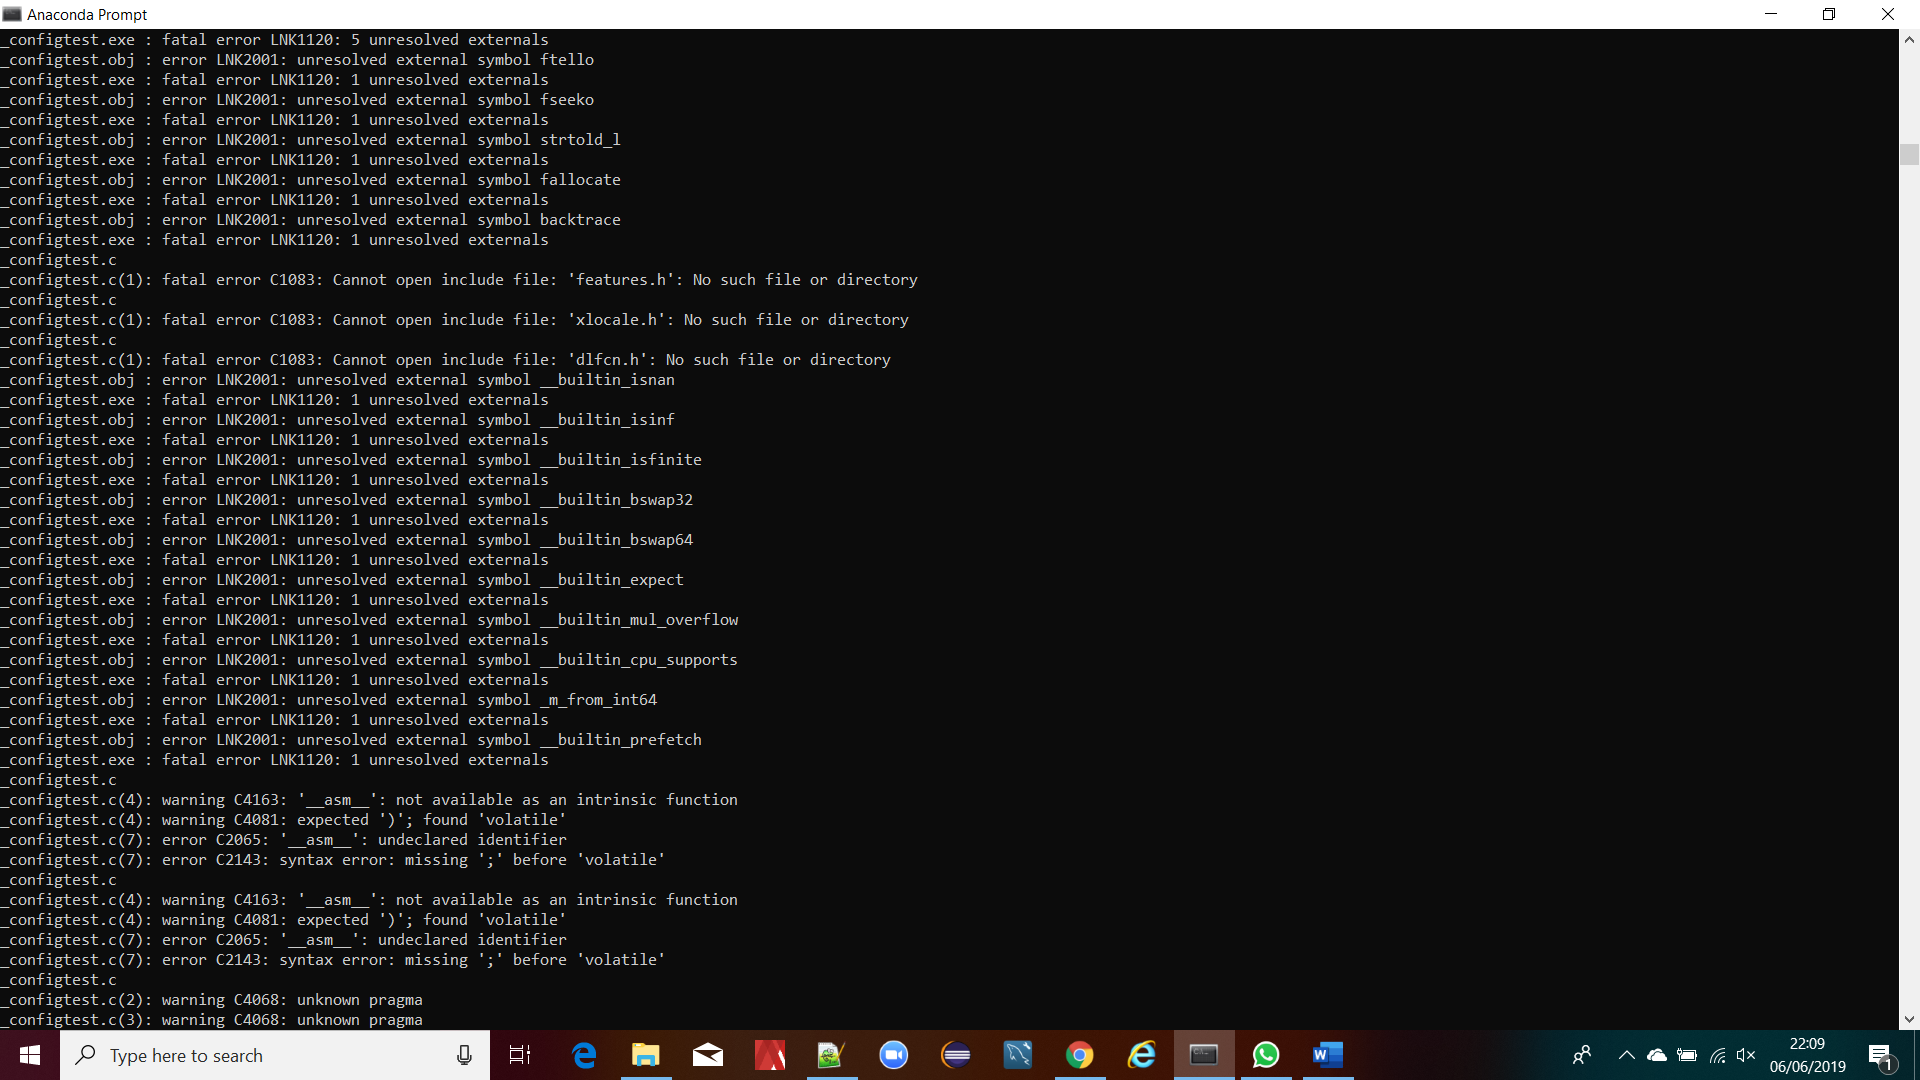 Anaconda Prompt
_configtest.exe : fatal error LNK1120: 5 unresolved externals
_configtest.obj : error LNK2001: unresolved external symbol ftello
_configtest.exe : fatal error LNK1120: 1 unresolved externals
_configtest.obj : error LNK2001: unresolved external symbol fseeko
_configtest.exe : fatal error LNK1120: 1 unresolved externals
_configtest.obj : error LNK2001: unresolved external symbol strtold_l
_configtest.exe : fatal error LNK1120: 1 unresolved externals
_configtest.obj : error LNK2001: unresolved external symbol fallocate
_configtest.exe : fatal error LNK1120: 1 unresolved externals
_configtest.obj : error LNK2001: unresolved external symbol backtrace
_configtest.exe : fatal error LNK1120: 1 unresolved externals
_configtest.c
_configtest.c(1): fatal error C1083: Cannot open include file: 'features.h': No such file or directory
_configtest.c
_configtest.c(1): fatal error C1083: Cannot open include file: 'xlocale.h': No such file or directory
_configtest.c
_configtest.c(1): fatal error C1083: Cannot open include file: 'dlfcn.h': No such file or directory
_configtest.obj : error LNK2001: unresolved external symbol __builtin_isnan
_configtest.exe : fatal error LNK1120: 1 unresolved externals
_configtest.obj : error LNK2001: unresolved external symbol __builtin_isinf
_configtest.exe : fatal error LNK1120: 1 unresolved externals
_configtest.obj : error LNK2001: unresolved external symbol __builtin_isfinite
_configtest.exe : fatal error LNK1120: 1 unresolved externals
_configtest.obj : error LNK2001: unresolved external symbol __builtin_bswap32
_configtest.exe : fatal error LNK1120: 1 unresolved externals
_configtest.obj : error LNK2001: unresolved external symbol __builtin_bswap64
_configtest.exe : fatal error LNK1120: 1 unresolved externals
_configtest.obj : error LNK2001: unresolved external symbol __builtin_expect
_configtest.exe : fatal error LNK1120: 1 unresolved externals
_configtest.obj : error LNK2001: unresolved external symbol __builtin_mul_overflow
_configtest.exe : fatal error LNK1120: 1 unresolved externals
_configtest.obj : error LNK2001: unresolved external symbol __builtin_cpu_supports
_configtest.exe : fatal error LNK1120: 1 unresolved externals
_configtest.obj : error LNK2001: unresolved external symbol _m_from_int64
_configtest.exe : fatal error LNK1120: 1 unresolved externals
_configtest.obj : error LNK2001: unresolved external symbol __builtin_prefetch
_configtest.exe : fatal error LNK1120: 1 unresolved externals
_configtest.c
_configtest.c(4): warning C4163: '__asm__': not available as an intrinsic function
_configtest.c(4): warning C4081: expected ')'; found 'volatile'
_configtest.c(7): error C2065: '__asm__': undeclared identifier
_configtest.c(7): error C2143: syntax error: missing ';' before 'volatile'
_configtest.c
_configtest.c(4): warning C4163: '__asm__': not available as an intrinsic function
_configtest.c(4): warning C4081: expected ')'; found 'volatile'
_configtest.c(7): error C2065: '__asm__': undeclared identifier
_configtest.c(7): error C2143: syntax error: missing ';' before 'volatile'
_configtest.c
_configtest.c(2): warning C4068: unknown pragma
_configtest.c(3): warning C4068: unknown pragma
Type here to search
22:09
06/06/2019
1